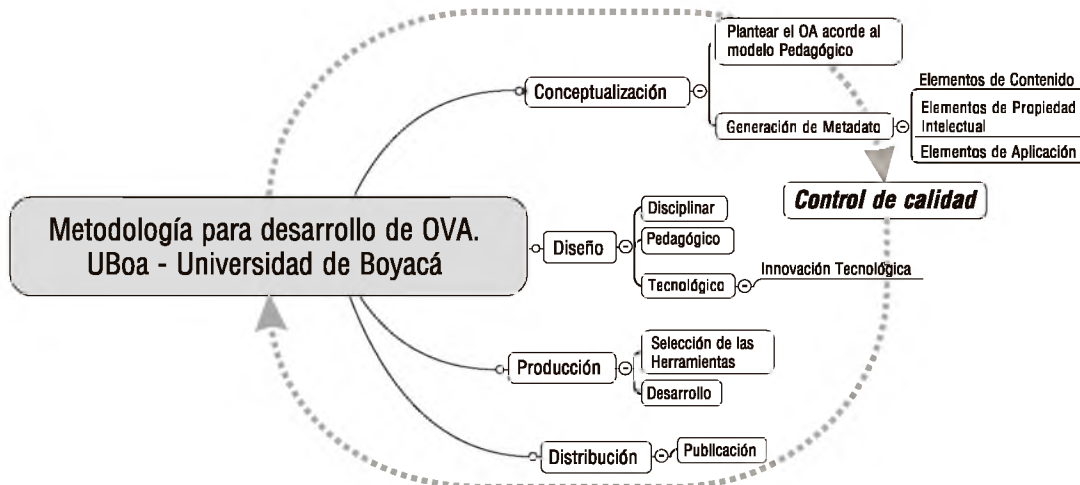 Plantear el OA acorde al
modelo Pedagógico
Conceptualización
Generación de Metadato
Elementos de Contenido
Elementos de Propiedad
Intelectual
Elementos de Aplicación
Control de calidad
Metodología para desarrollo de OVA.
UBoa - Universidad de Boyacá
Diseño
Disciplinar
Pedagógico
Tecnológico
Innovación Tecnológica
Producción
Selección de las
Herramientas
Desarrollo
Distribución
Publicación